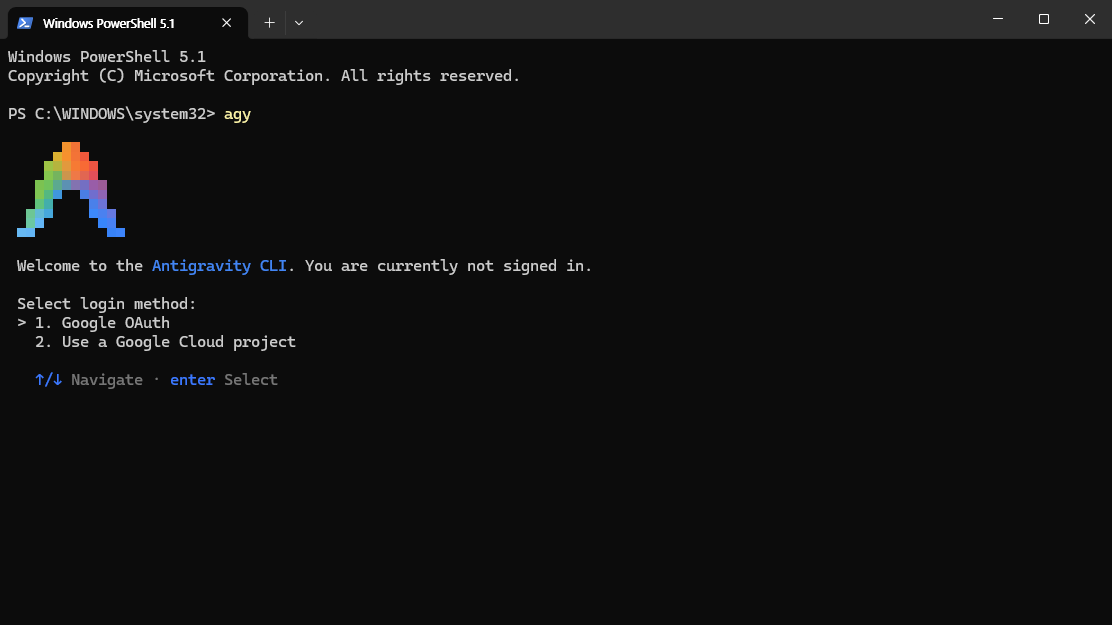 Windows PowerShell 5.1
Windows PowerShell 5.1
Copyright (C) Microsoft Corporation. All rights reserved.
PS C:\WINDOWS\system32> agy
Welcome to the Antigravity CLI. You are currently not signed in.
Select login method:
> 1. Google OAuth
2. Use a Google Cloud project
↑/↓ Navigate · enter Select